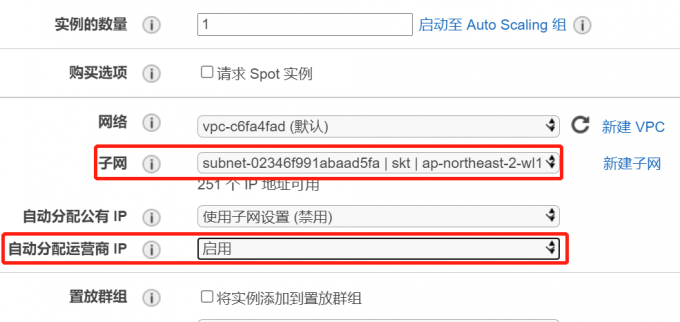 实例的数量 1 启动至 Auto Scaling 组
购买选项 请求 Spot 实例
网络 vpc-c6fa4fad (默认) 新建 VPC
子网 subnet-02346f991abaad5fa | skt | ap-northeast-2-wl1 新建子网
251 个 IP 地址可用
自动分配公有 IP 使用子网设置 (禁用)
自动分配运营商 IP 启用
置放群组 将实例添加到置放群组